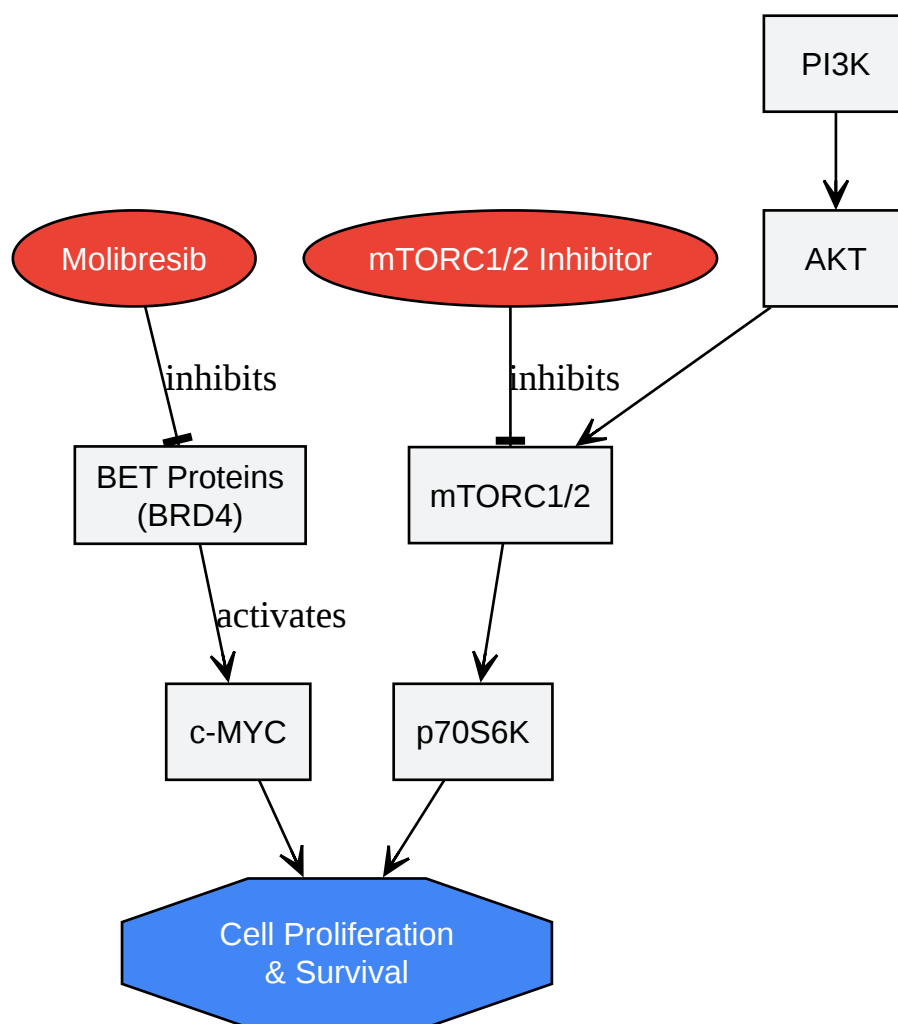 PI3K
Molibresib
mTORC1/2 Inhibitor
AKT
inhibits
inhibits
BET Proteins
(BRD4)
mTORC1/2
activates
c-MYC
p70S6K
Cell Proliferation
& Survival